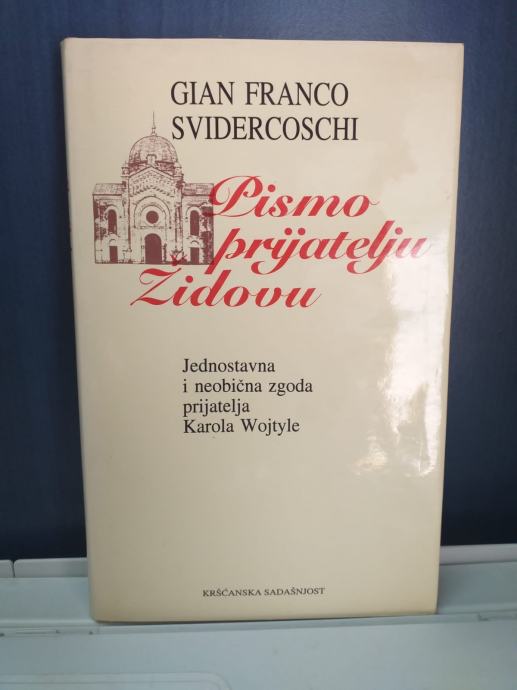 GIAN FRANCO
SVIDERCOSCHI
Pismo
prijatelju
Židovu
Jednostavna
i neobična zgoda
prijatelja
Karola Wojtyle
KRŠĆANSKA SADAŠNJOST